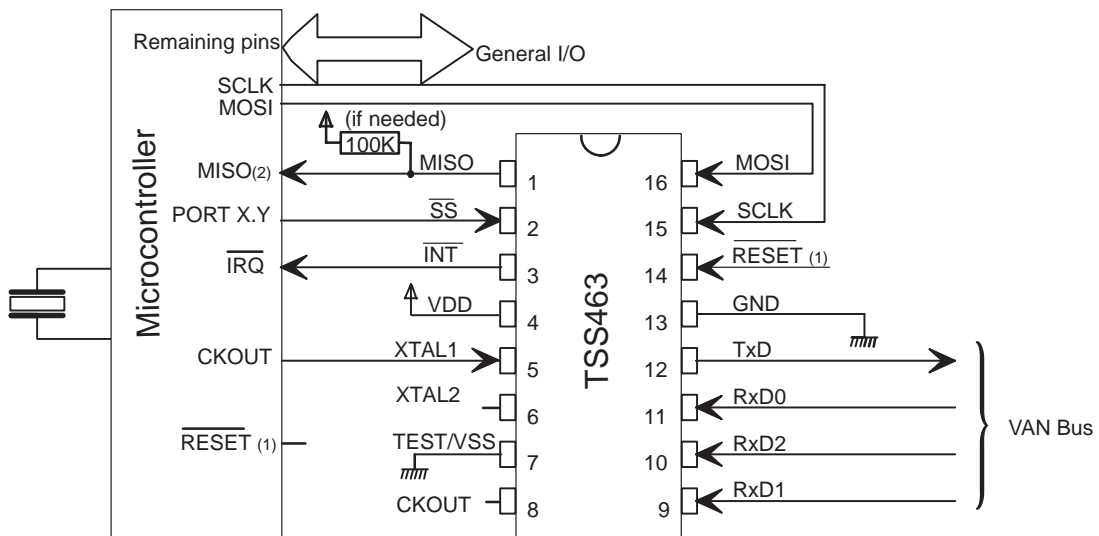 Remaining pins
General I/O
SCLK
MOSI
(if needed)
100K
MISO(2)
MISO
1
16
MOSI
PORT X.Y
SS
2
15
SCLK
IRQ
INT
3
14
RESET (1)
VDD
4
13
GND
CKOUT
XTAL1
5
12
TxD
XTAL2
6
11
RxD0
RESET (1)
TEST/VSS
7
10
RxD2
CKOUT
8
9
RxD1
Microcontroller
TSS463
VAN Bus